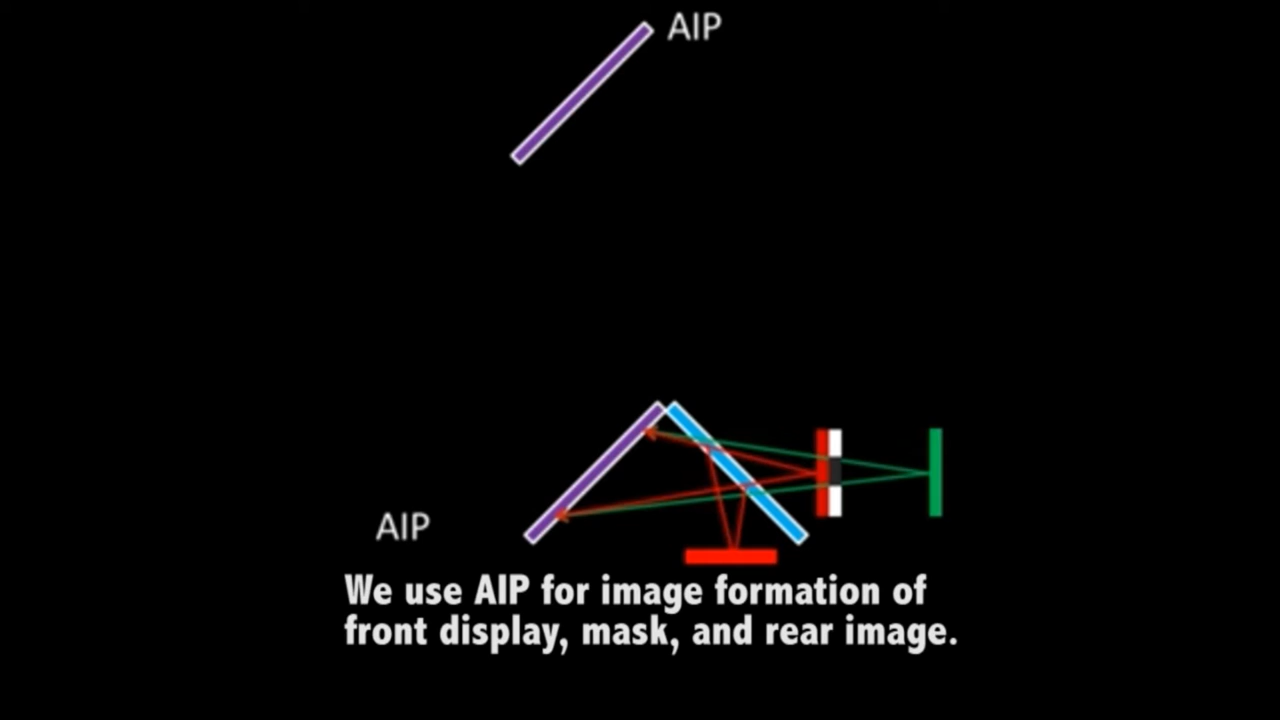 AIP
AIP
We use AIP for image formation of
front display, mask, and rear image.